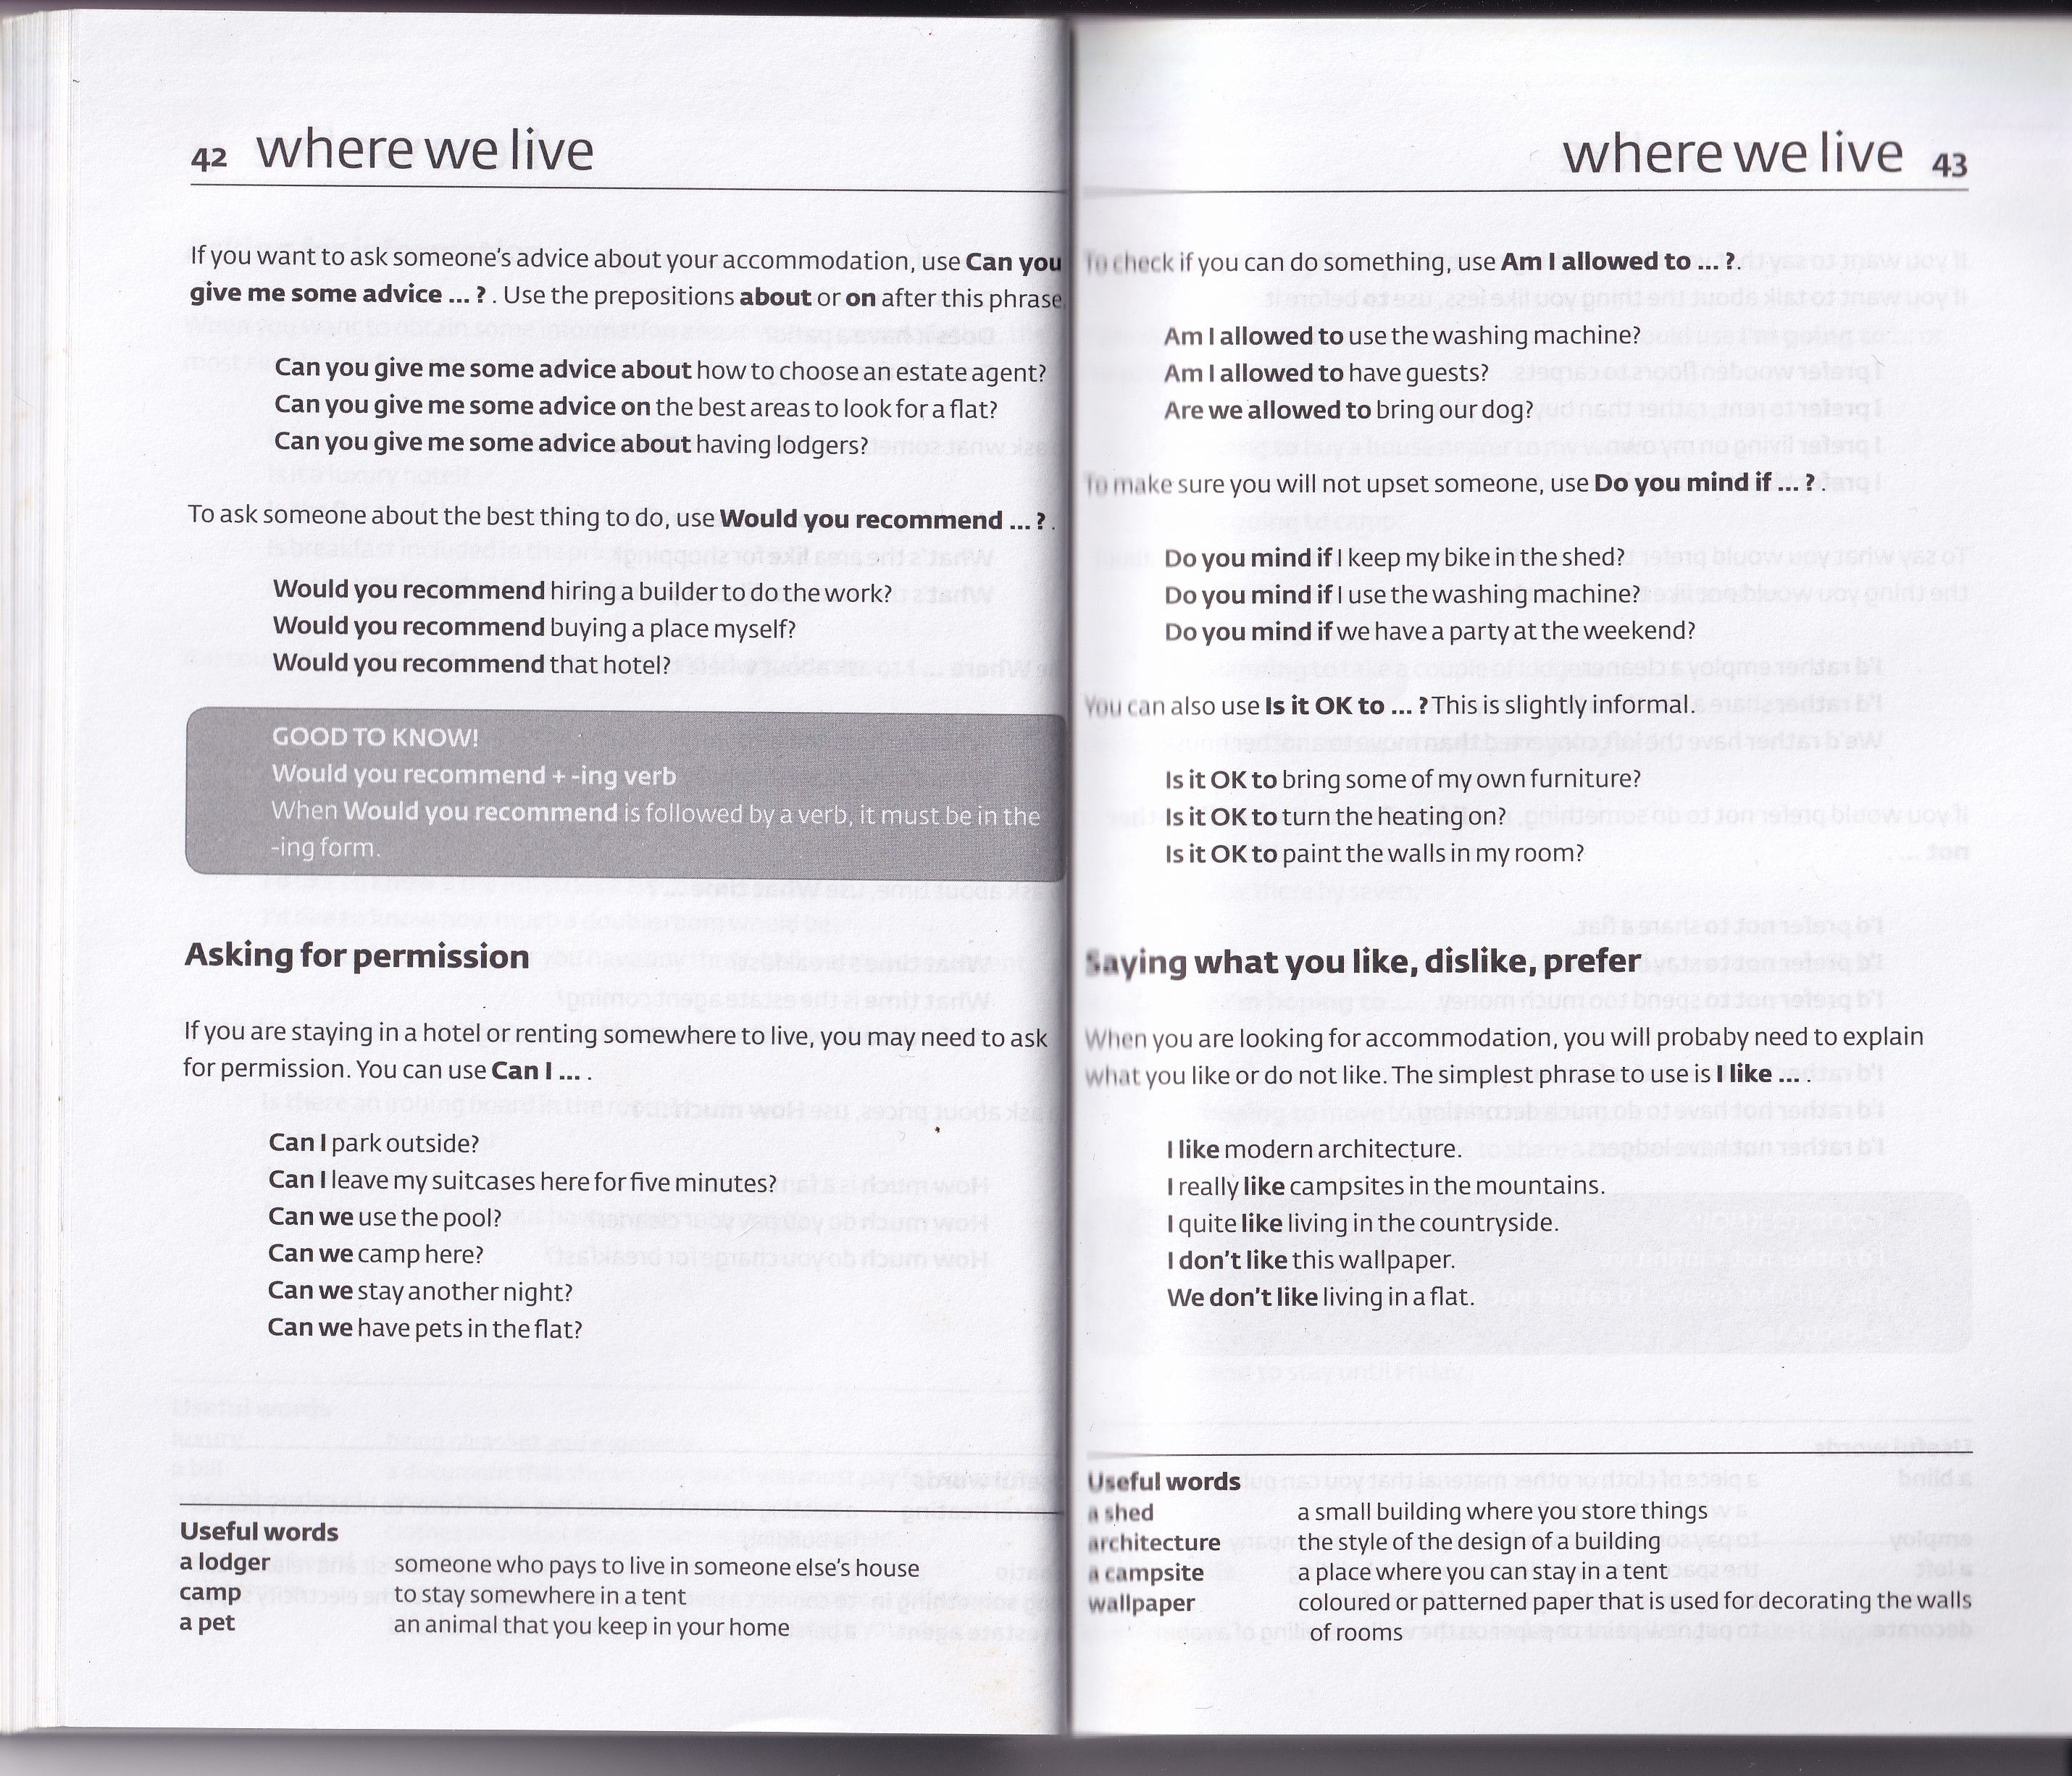 42 where we live
If you want to ask someone's advice about your accommodation, use Can you
give me some advice ... ? . Use the prepositions about or on after this phrase.
Can you give me some advice about how to choose an estate agent?
Can you give me some advice on the best areas to look for a flat?
Can you give me some advice about having lodgers?
To ask someone about the best thing to do, use Would you recommend ... ? .
Would you recommend hiring a builder to do the work?
Would you recommend buying a place myself?
Would you recommend that hotel?
GOOD TO KNOW!
Would you recommend + -ing verb
When Would you recommend is followed by a verb, it must be in the
-ing form.
Asking for permission
If you are staying in a hotel or renting somewhere to live, you may need to ask
for permission. You can use Can I ... .
Can I park outside?
Can I leave my suitcases here for five minutes?
Can we use the pool?
Can we camp here?
Can we stay another night?
Can we have pets in the flat?
Useful words
a lodger someone who pays to live in someone else's house
camp to stay somewhere in a tent
a pet an animal that you keep in your home
where we live 43
To check if you can do something, use Am I allowed to ... ?.
Am I allowed to use the washing machine?
Am I allowed to have guests?
Are we allowed to bring our dog?
To make sure you will not upset someone, use Do you mind if ... ? .
Do you mind if I keep my bike in the shed?
Do you mind if I use the washing machine?
Do you mind if we have a party at the weekend?
You can also use Is it OK to ... ? This is slightly informal.
Is it OK to bring some of my own furniture?
Is it OK to turn the heating on?
Is it OK to paint the walls in my room?
Saying what you like, dislike, prefer
When you are looking for accommodation, you will probaby need to explain
what you like or do not like. The simplest phrase to use is I like ... .
I like modern architecture.
I really like campsites in the mountains.
I quite like living in the countryside.
I don't like this wallpaper.
We don't like living in a flat.
Useful words
a shed a small building where you store things
architecture the style of the design of a building
a campsite a place where you can stay in a tent
wallpaper coloured or patterned paper that is used for decorating the walls
of rooms